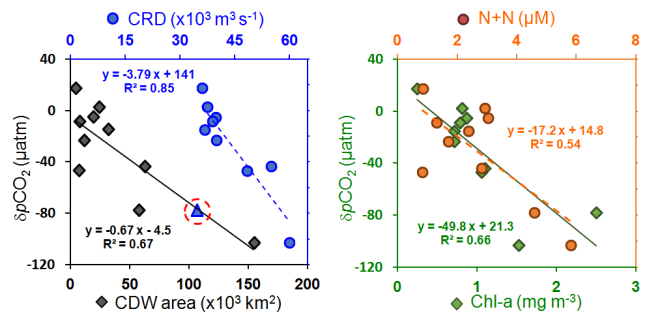 CRD (x10³ m³ s⁻¹)
0 20 40 60
y = -3.79 x + 141
R² = 0.85
40
0
-40
-80
-120
δpCO₂ (µatm)
y = -0.67 x - 4.5
R² = 0.67
0 50 100 150 200
CDW area (x10³ km²)
N+N (µM)
0 2 4 6 8
40
0
-40
-80
-120
δpCO₂ (µatm)
y = -17.2 x + 14.8
R² = 0.54
y = -49.8 x + 21.3
R² = 0.66
0 1 2 3
Chl-a (mg m⁻³)